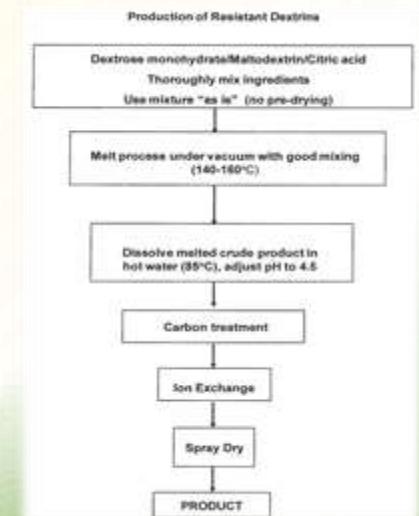 Production of Resistant Dextrins
Dextrose monohydrate/Maltodextrin/Citric acid
Thoroughly mix ingredients
Use mixture "as is" (no pre-drying)
Melt process under vacuum with good mixing
(140-160°C)
Dissolve melted crude product in
hot water (85°C), adjust pH to 4.5
Carbon treatment
Ion Exchange
Spray Dry
PRODUCT